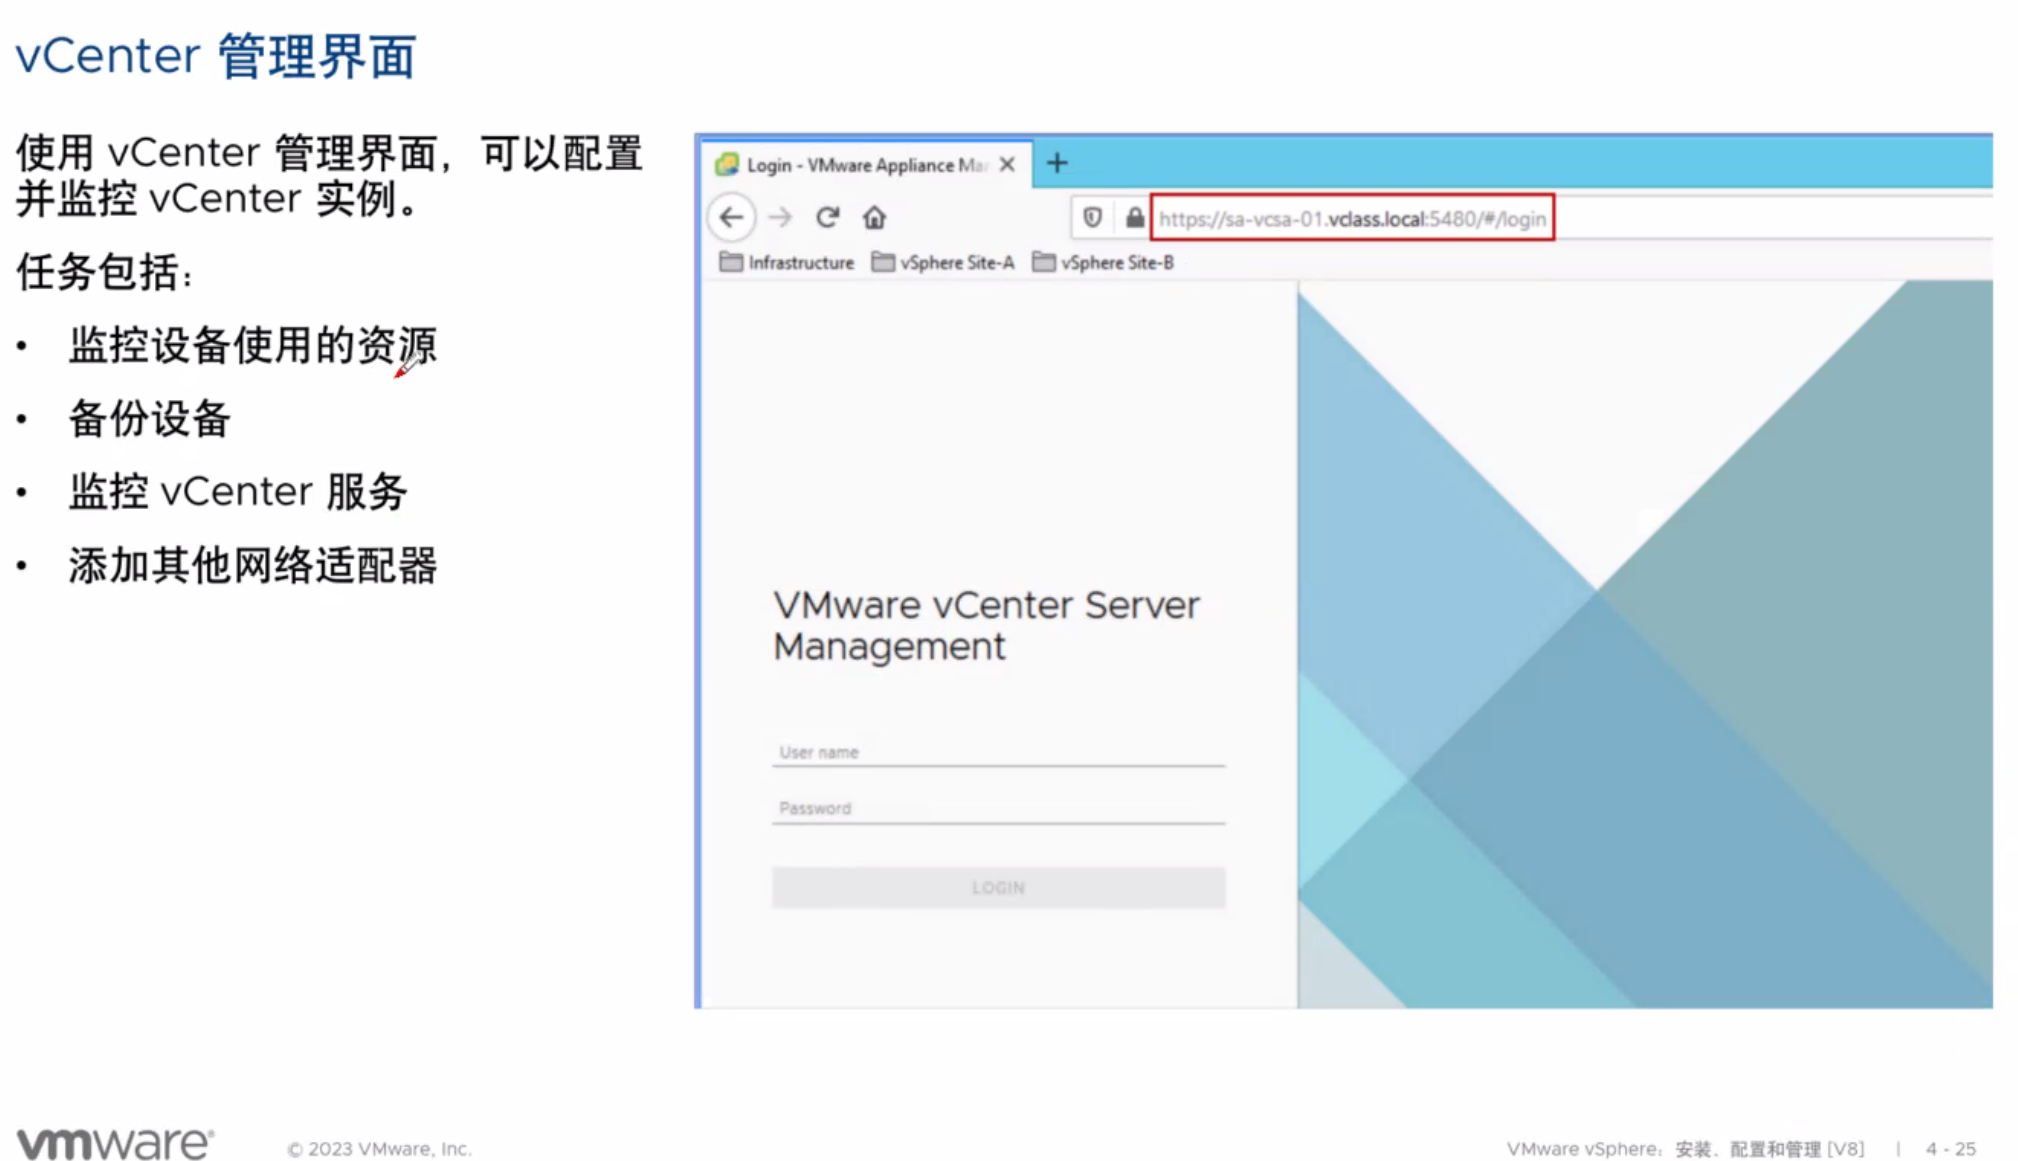 vCenter 管理界面
使用 vCenter 管理界面，可以配置
并监控 vCenter 实例。
任务包括：
• 监控设备使用的资源
• 备份设备
• 监控 vCenter 服务
• 添加其他网络适配器
Login - VMware Appliance Ma
https://sa-vcsa-01.vclass.local:5480/#/login
Infrastructure vSphere Site-A vSphere Site-B
VMware vCenter Server
Management
User name
Password
LOGIN
vmware®
© 2023 VMware, Inc.
VMware vSphere：安装、配置和管理 [V8] | 4 - 25